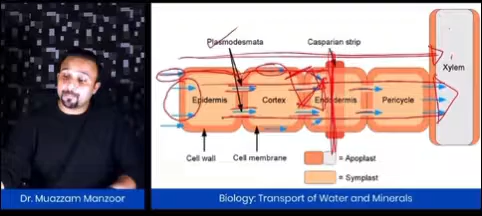 Plasmodesmata
Casparian strip
Xylem
Epidermis
Cortex
Endodermis
Pericycle
Cell wall
Cell membrane
= Apoplast
= Symplast
Dr. Muazzam Manzoor
Biology: Transport of Water and Minerals